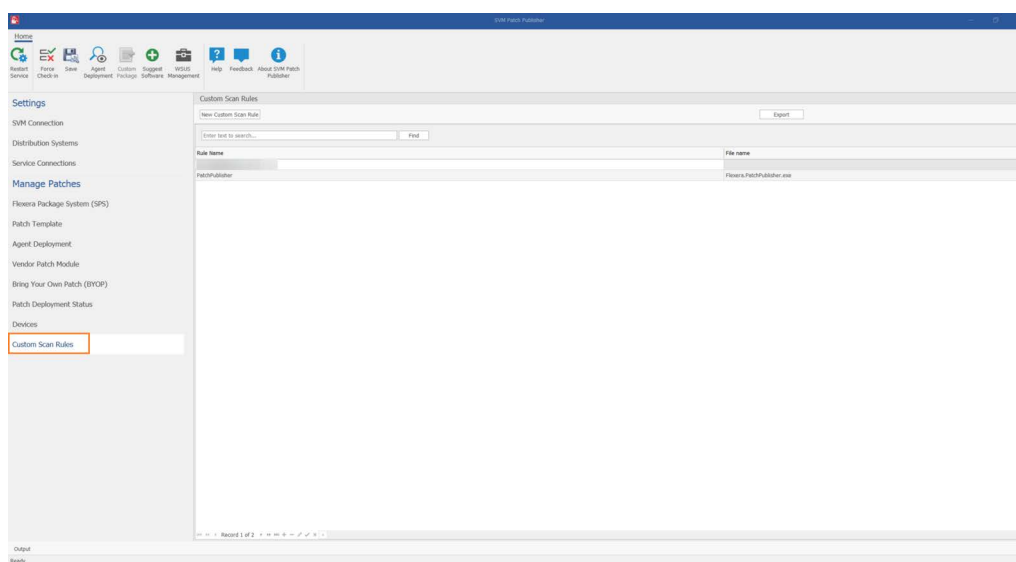 SVM Patch Publisher
Home
Restart Service
Force Check-in
Save
Agent Deployment
Custom Package
Suggest Software
WSUS Management
Help
Feedback
About SVM Patch Publisher
Settings
SVM Connection
Distribution Systems
Service Connections
Manage Patches
Flexera Package System (SPS)
Patch Template
Agent Deployment
Vendor Patch Module
Bring Your Own Patch (BYOP)
Patch Deployment Status
Devices
Custom Scan Rules
Custom Scan Rules
New Custom Scan Rule
Export
Enter text to search...
Find
Rule Name
File name
PatchPublisher
Flexera.PatchPublisher.exe
Record 1 of 2
Output
Ready